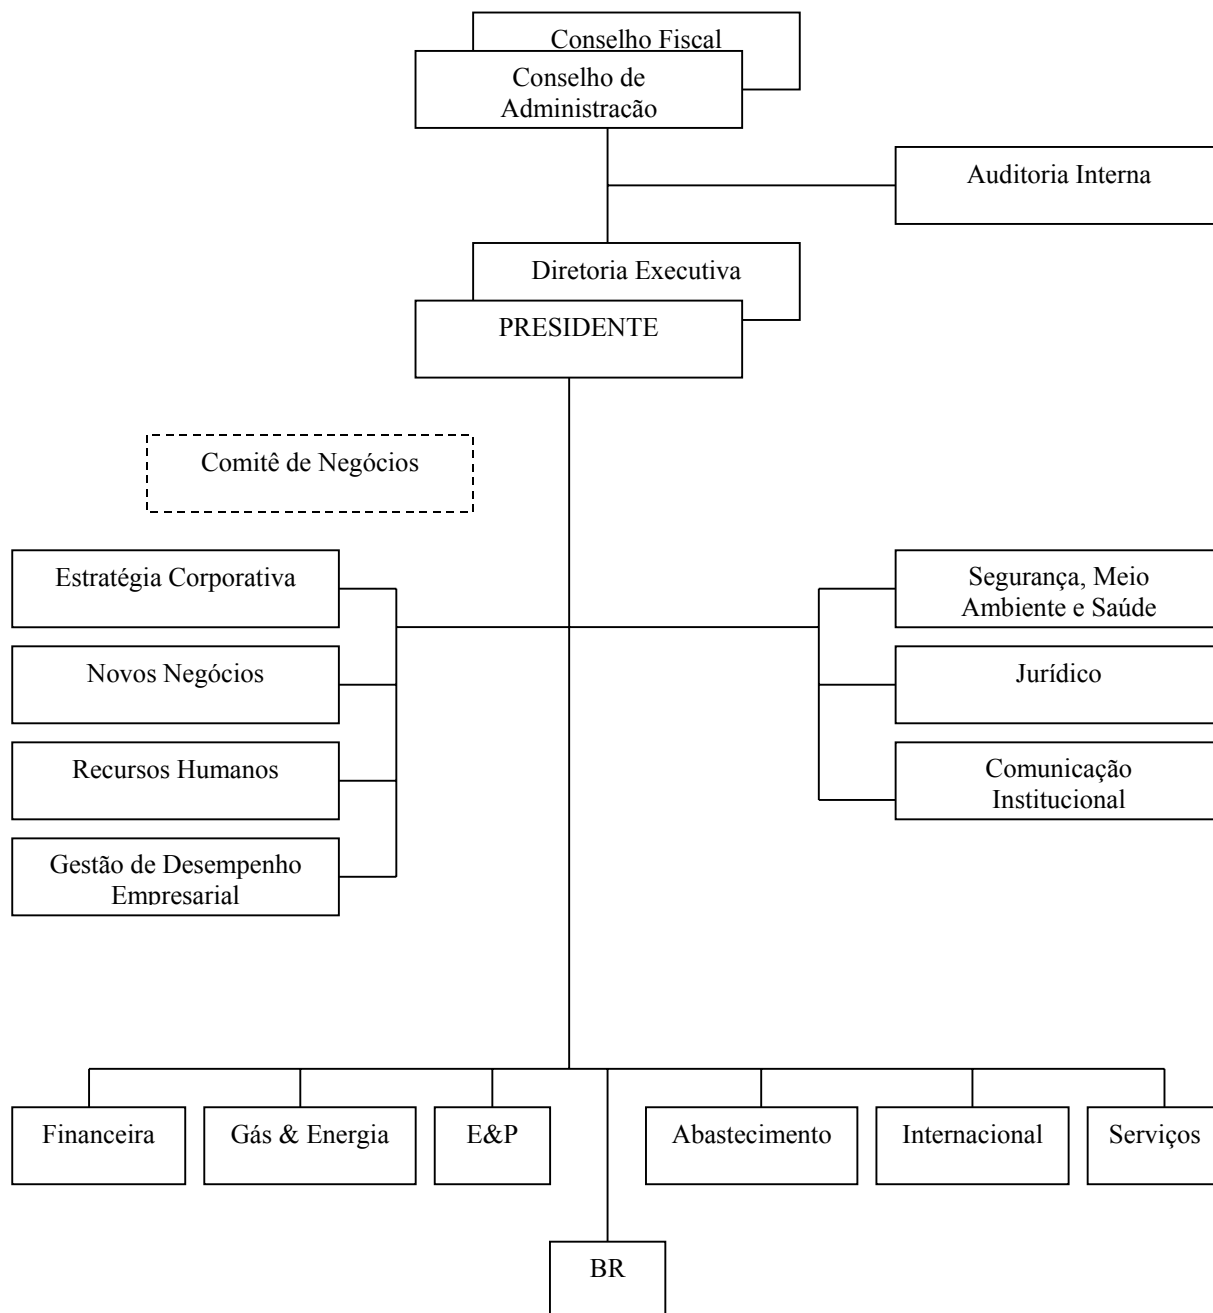 Conselho Fiscal
Conselho de
Administracão
Auditoria Interna
Diretoria Executiva
PRESIDENTE
Comitê de Negócios
Estratégia Corporativa
Novos Negócios
Recursos Humanos
Gestão de Desempenho
Empresarial
Segurança, Meio
Ambiente e Saúde
Jurídico
Comunicação
Institucional
Financeira
Gás & Energia
E&P
Abastecimento
Internacional
Serviços
BR